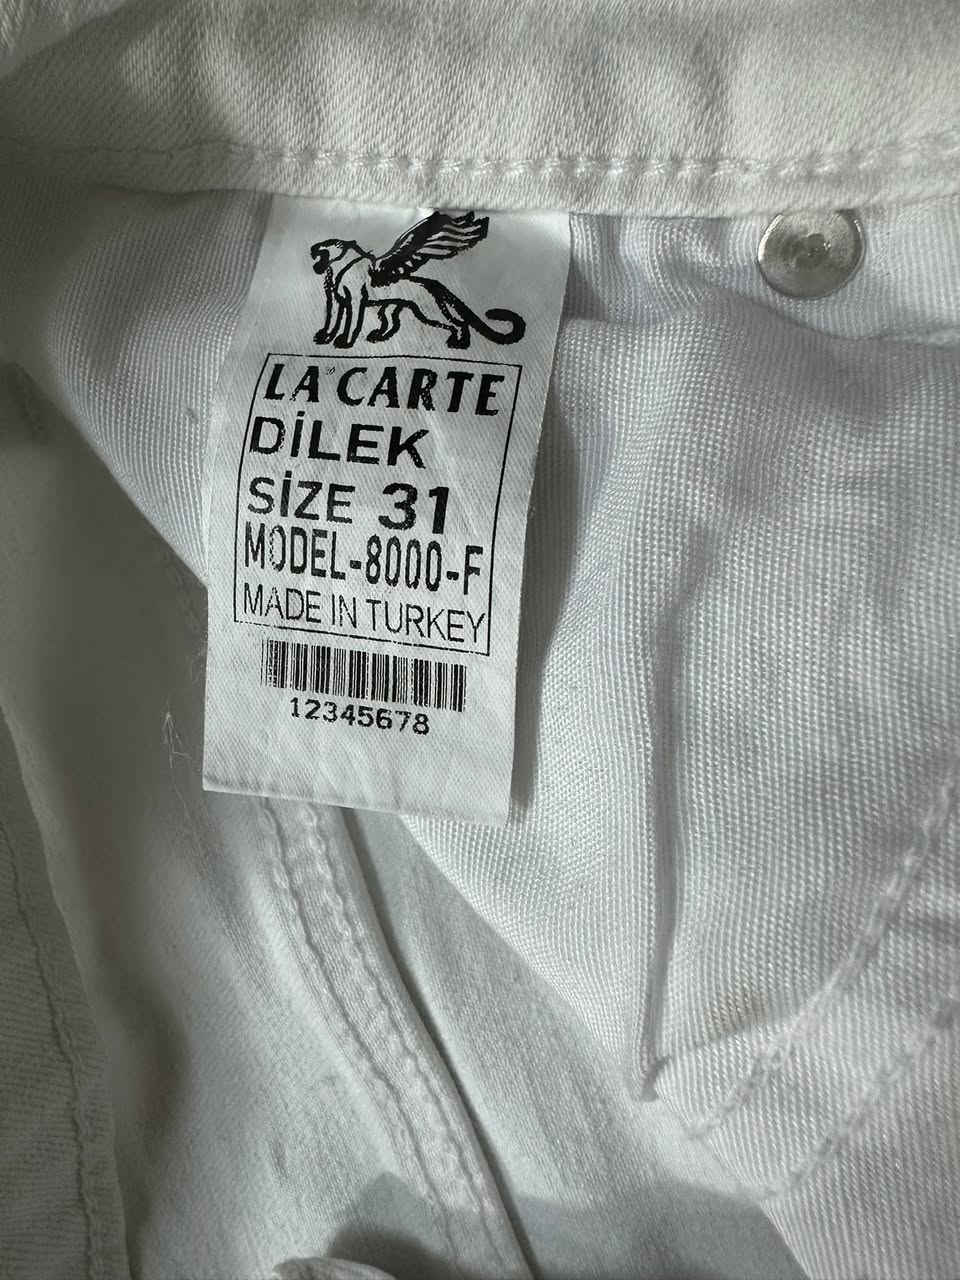 LA CARTE
DİLEK
SİZE 31
MODEL-8000-F
MADE IN TURKEY
12345678